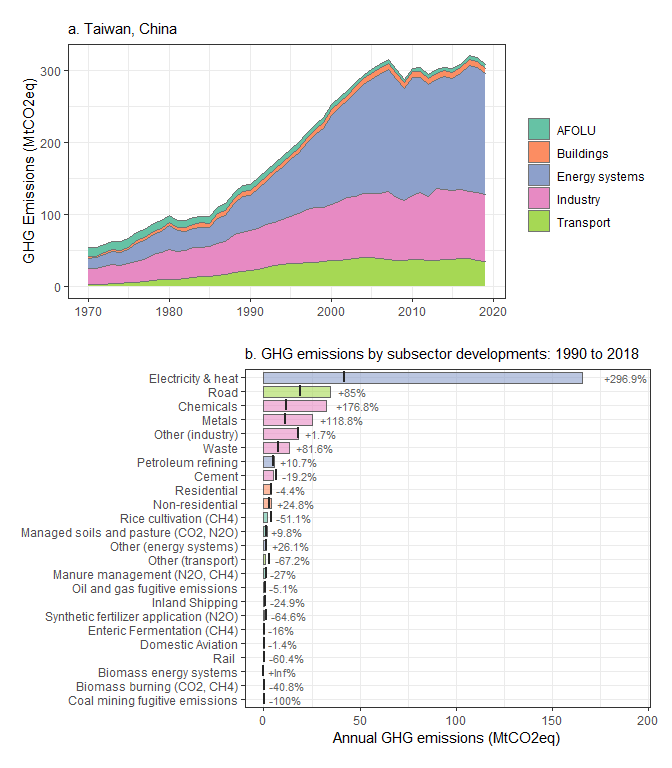 a. Taiwan, China
GHG Emissions (MtCO2eq)
300
200
100
0
1970
1980
1990
2000
2010
2020
AFOLU
Buildings
Energy systems
Industry
Transport
b. GHG emissions by subsector developments: 1990 to 2018
Electricity & heat +296.9%
Road +85%
Chemicals +176.8%
Metals +118.8%
Other (industry) +1.7%
Waste +81.6%
Petroleum refining +10.7%
Cement -19.2%
Residential -4.4%
Non-residential +24.8%
Rice cultivation (CH4) -51.1%
Managed soils and pasture (CO2, N2O) +9.8%
Other (energy systems) +26.1%
Other (transport) -67.2%
Manure management (N2O, CH4) -27%
Oil and gas fugitive emissions -5.1%
Inland Shipping -24.9%
Synthetic fertilizer application (N2O) -64.6%
Enteric Fermentation (CH4) -16%
Domestic Aviation -1.4%
Rail -60.4%
Biomass energy systems +Inf%
Biomass burning (CO2, CH4) -40.8%
Coal mining fugitive emissions -100%
0
50
100
150
200
Annual GHG emissions (MtCO2eq)